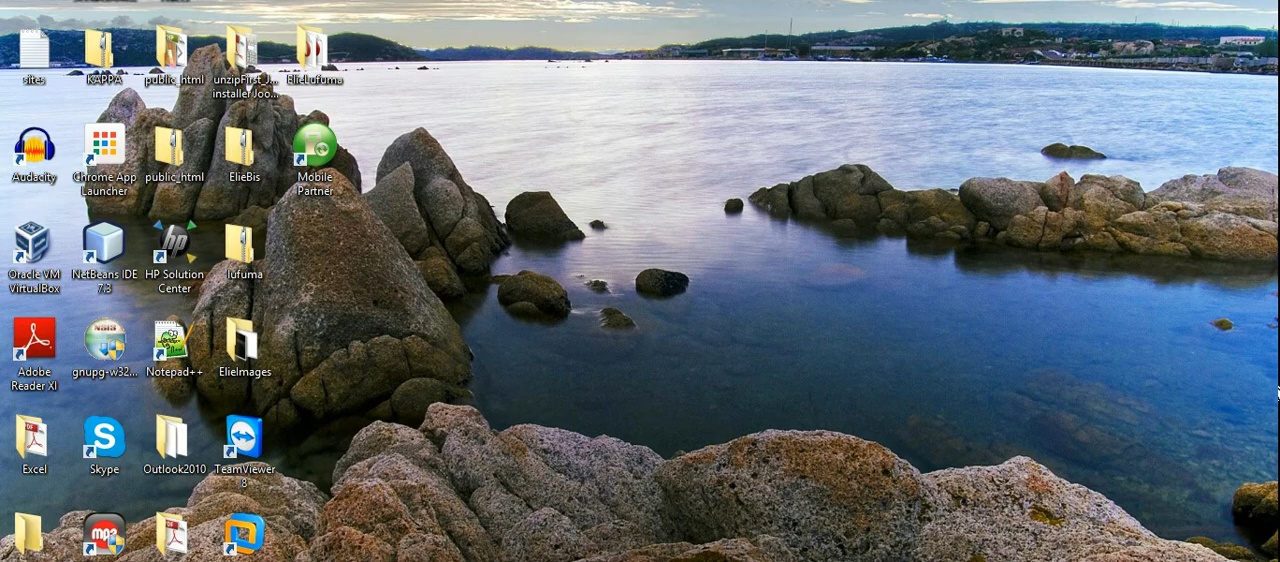 sites
KAPPA
public_html
unzipFirst_J...
installer Joo...
ElieLufuma
Audacity
Chrome App
Launcher
public_html
ElieBis
Mobile
Partner
Oracle VM
VirtualBox
NetBeans IDE
7.3
HP Solution
Center
lufuma
Adobe
Reader XI
gnupg-w32...
Notepad++
ElieImages
Excel
Skype
Outlook2010
TeamViewer
8